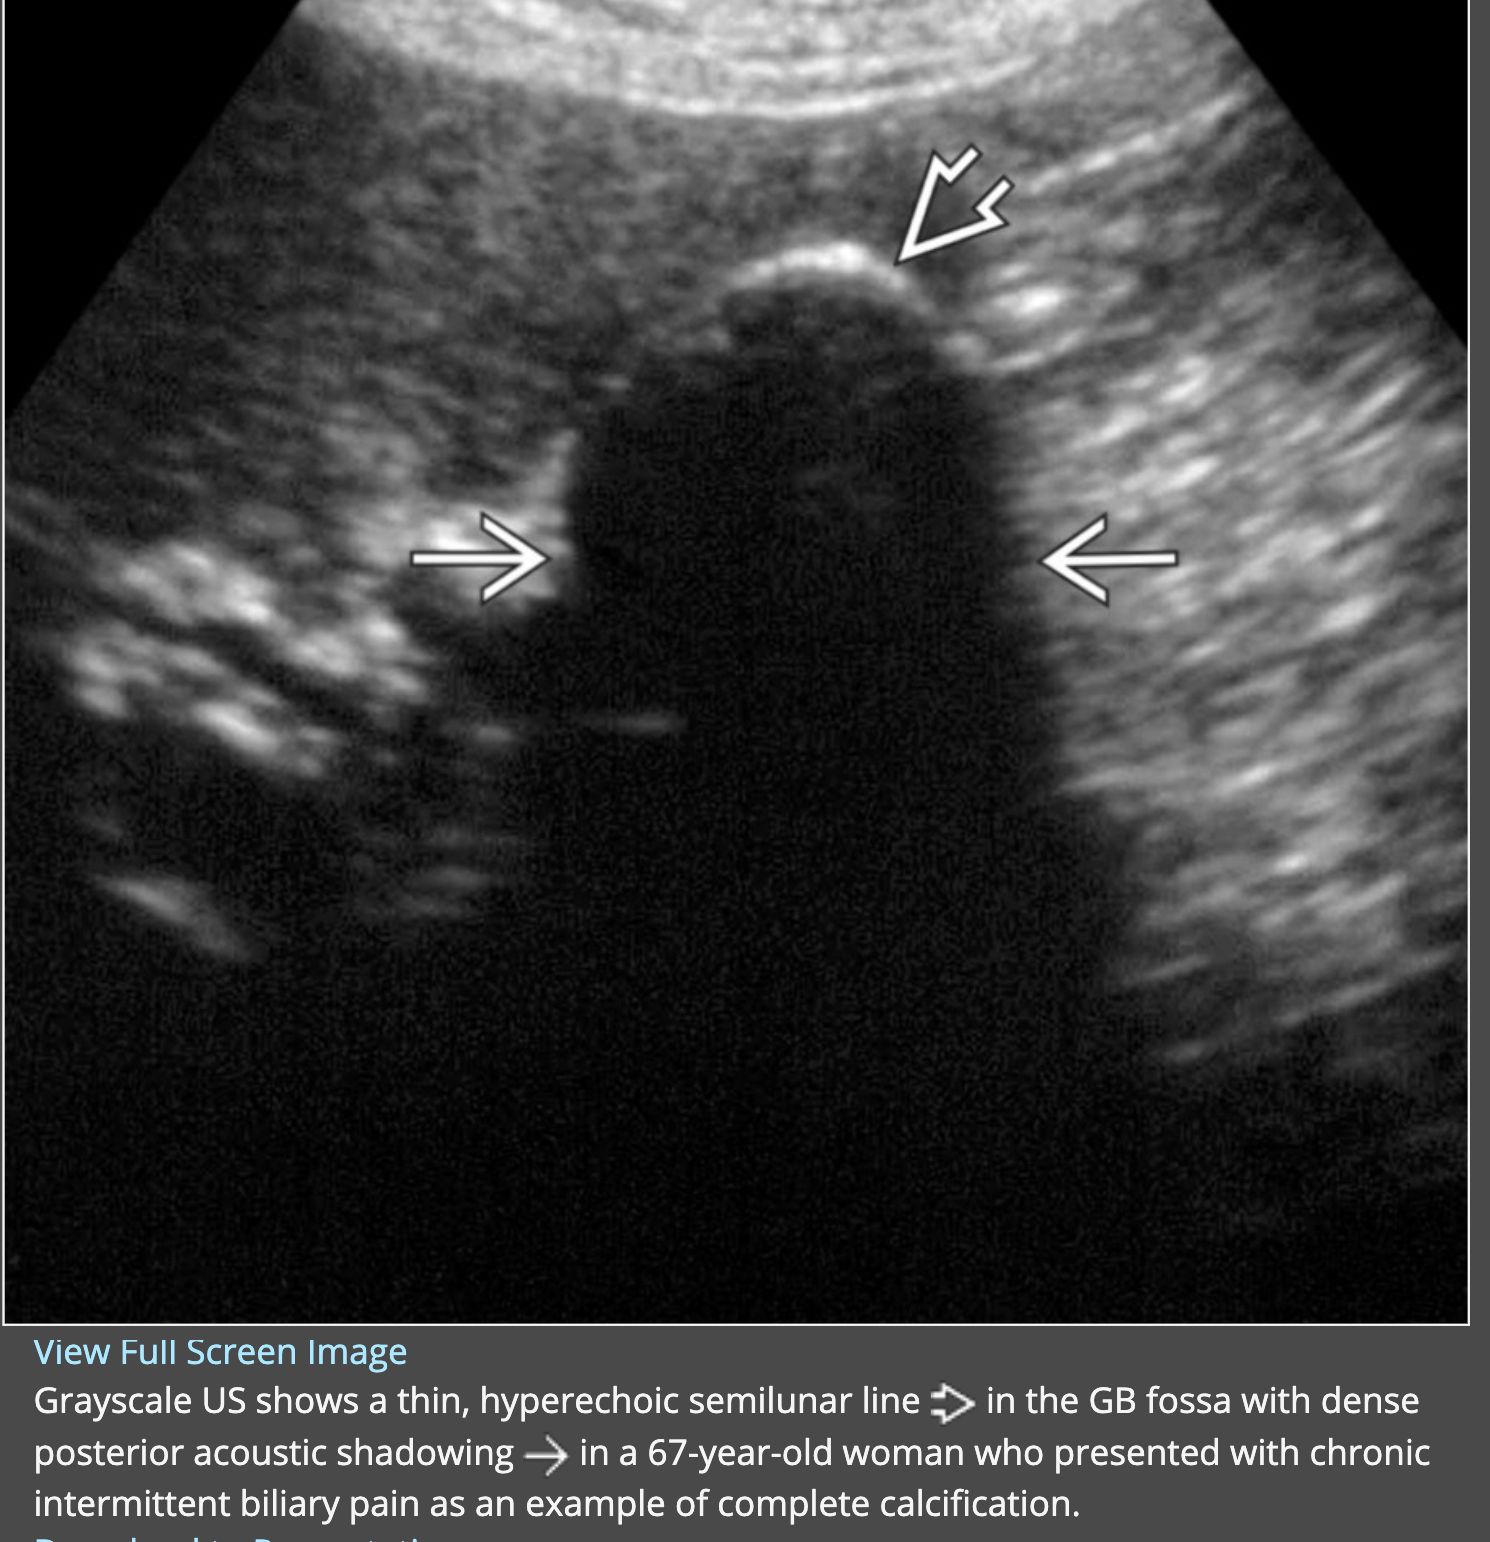 View Full Screen Image
Grayscale US shows a thin, hyperechoic semilunar line in the GB fossa with dense
posterior acoustic shadowing in a 67-year-old woman who presented with chronic
intermittent biliary pain as an example of complete calcification.